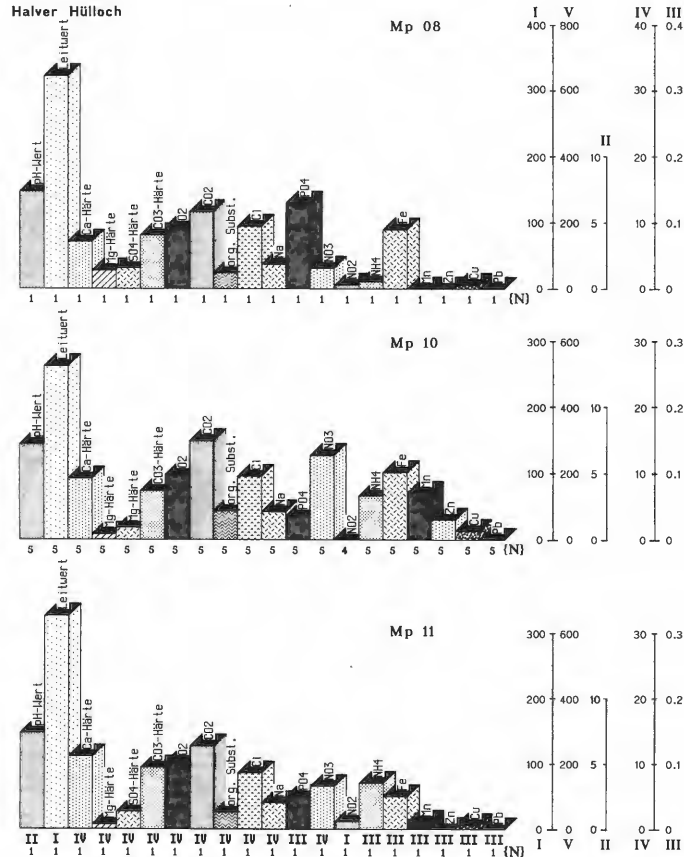 Halver Hülloch
Mp 08
I V IV III
400 800 40 0.4
300 600 30 0.3
II
200 400 10 20 0.2
100 200 5 10 0.1
0 0 0 0 0
pH-Wert Leitwert Ca-Härte Mg-Härte SO4-Härte CO3-Härte O2 CO2 org. Subst. Cl Na PO4 NO3 NO2 NH4 Fe Mn Zn Cu Pb
1 1 1 1 1 1 1 1 1 1 1 1 1 1 1 1 1 1 1 1 {N}
Mp 10
300 600 30 0.3
200 400 10 20 0.2
100 200 5 10 0.1
0 0 0 0 0
pH-Wert Leitwert Ca-Härte Mg-Härte Mg-Härte CO3-Härte O2 CO2 org. Subst. Cl Na PO4 NO3 NO2 NH4 Fe Mn Zn Cu Pb
5 5 5 5 5 5 5 5 5 5 5 5 5 4 5 5 5 5 5 5 {N}
Mp 11
300 600 30 0.3
200 400 10 20 0.2
100 200 5 10 0.1
0 0 0 0 0
pH-Wert Leitwert Ca-Härte Mg-Härte SO4-Härte CO3-Härte O2 CO2 org. Subst. Cl Na PO4 NO3 NO2 NH4 Fe Mn Zn Cu Pb
II I IV IV IV IV IV IV IV IV IV III IV I III III III III III III I V II IV III
1 1 1 1 1 1 1 1 1 1 1 1 1 1 1 1 1 1 1 1 {N}